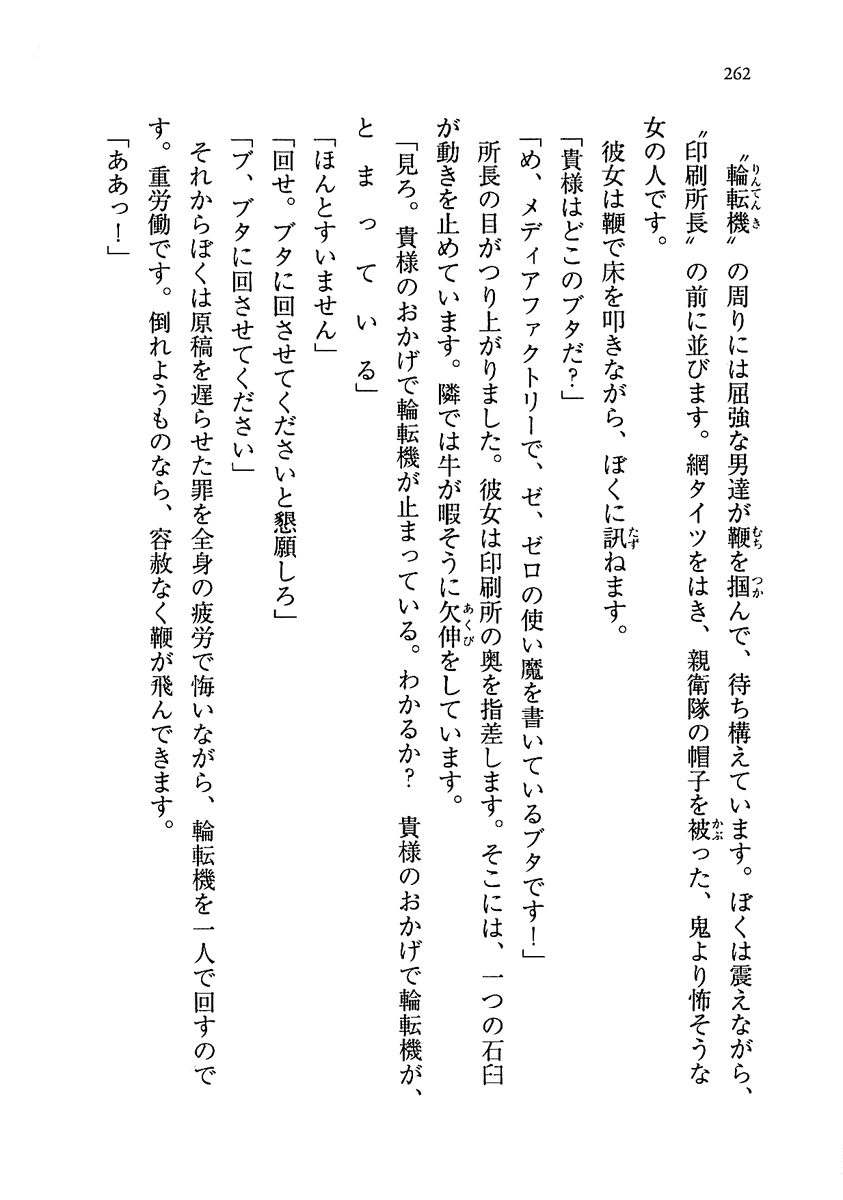 262
〝輪転機〟の周りには屈強な男達が鞭を掴んで、待ち構えています。ぼくは震えながら、
〝印刷所長〟の前に並びます。網タイツをはき、親衛隊の帽子を被った、鬼より怖そうな
女の人です。
彼女は鞭で床を叩きながら、ぼくに訊ねます。
「貴様はどこのブタだ？」
「め、メディアファクトリーで、ゼ、ゼロの使い魔を書いているブタです！」
所長の目がつり上がりました。彼女は印刷所の奥を指差します。そこには、一つの石臼
が動きを止めています。隣では牛が暇そうに欠伸をしています。
「見ろ。貴様のおかげで輪転機が止まっている。わかるか？　貴様のおかげで輪転機が、
と　ま　っ　て　い　る」
「ほんとすいません」
「回せ。ブタに回させてくださいと懇願しろ」
「ブ、ブタに回させてください」
それからぼくは原稿を遅らせた罪を全身の疲労で悔いながら、輪転機を一人で回すので
す。重労働です。倒れようものなら、容赦なく鞭が飛んできます。
「ああっ！」